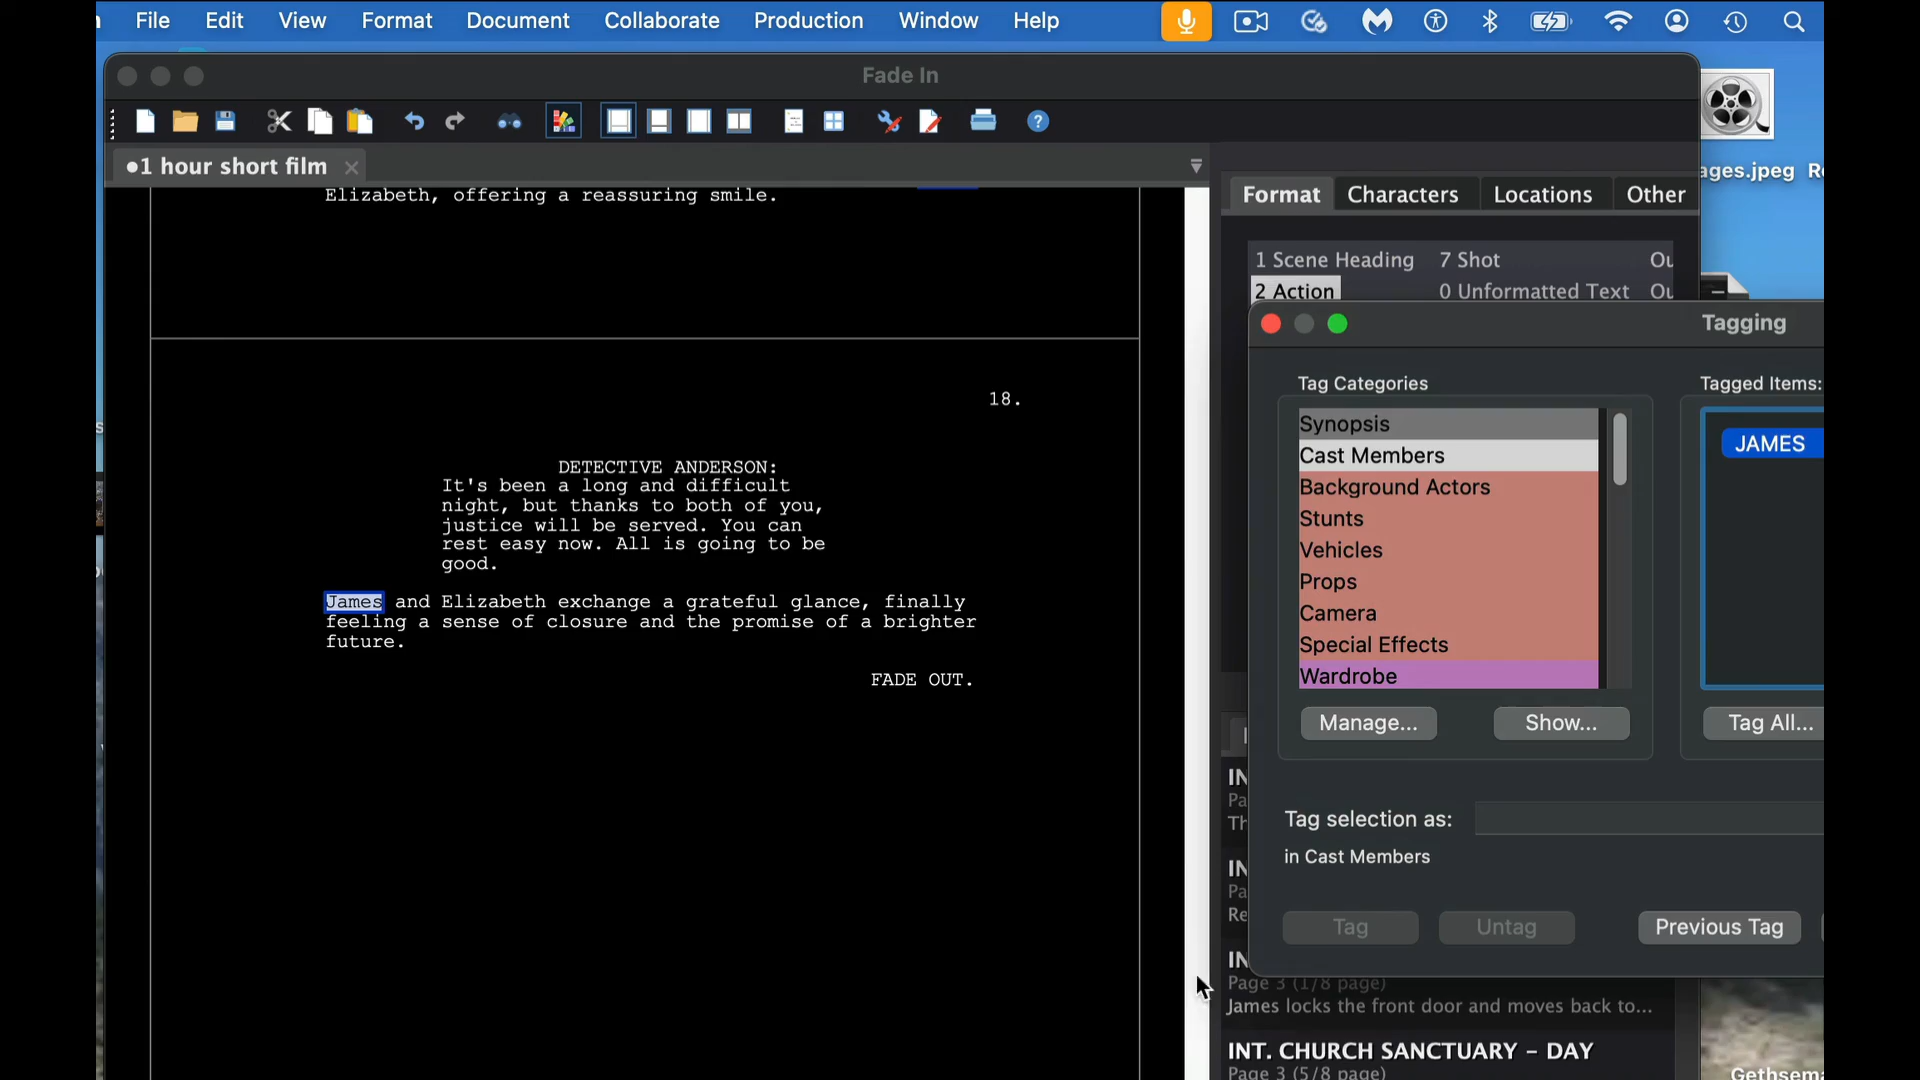 File Edit View Format Document Collaborate Production Window Help
Fade In
1 hour short film
ages.jpeg
Elizabeth, offering a reassuring smile.
Format Characters Locations Other
1 Scene Heading 7 Shot
2 Action 0 Unformatted Text
Tagging
Tag Categories Tagged Items:
18.
Synopsis
JAMES
Cast Members
Background Actors
Stunts
Vehicles
Props
Camera
Special Effects
Wardrobe
DETECTIVE ANDERSON:
It's been a long and difficult
night, but thanks to both of you,
justice will be served. You can
rest easy now. All is going to be
good.
James and Elizabeth exchange a grateful glance, finally
feeling a sense of closure and the promise of a brighter
future.
FADE OUT.
Manage... Show... Tag All...
Tag selection as:
in Cast Members
Tag Untag Previous Tag
Page 3 (1/8 page)
James locks the front door and moves back to...
INT. CHURCH SANCTUARY - DAY
Page 3 (5/8 page)
Gethsema